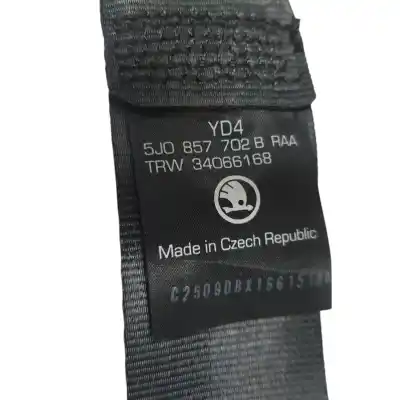 YD4
5J0 857 702 B RAA
TRW 34066168
Made in Czech Republic